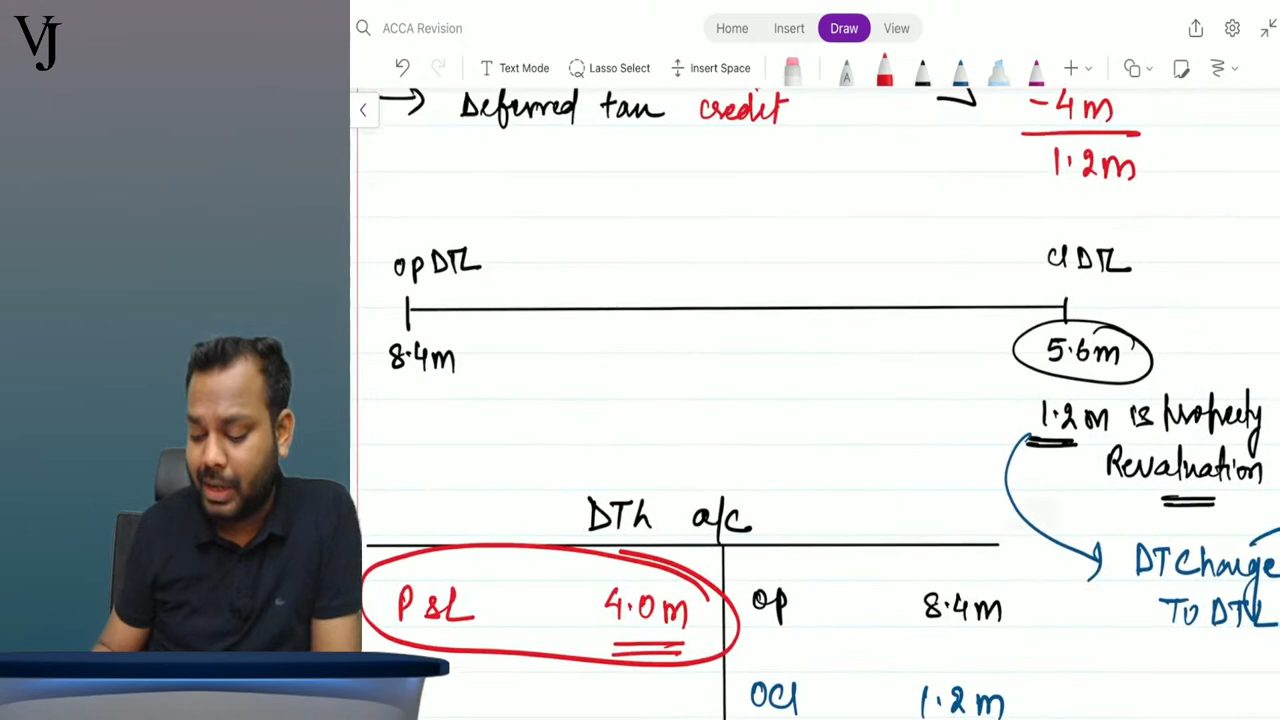 VJ
ACCA Revision
Home Insert Draw View
Text Mode Lasso Select Insert Space
Deferred tax credit
-4m
1.2m
Op DTL
Cl DTL
8.4m
5.6m
1.2m is property
Revaluation
DTL a/c
DT Charge
To DTL
P&L 4.0m
Op 8.4m
OCI 1.2m